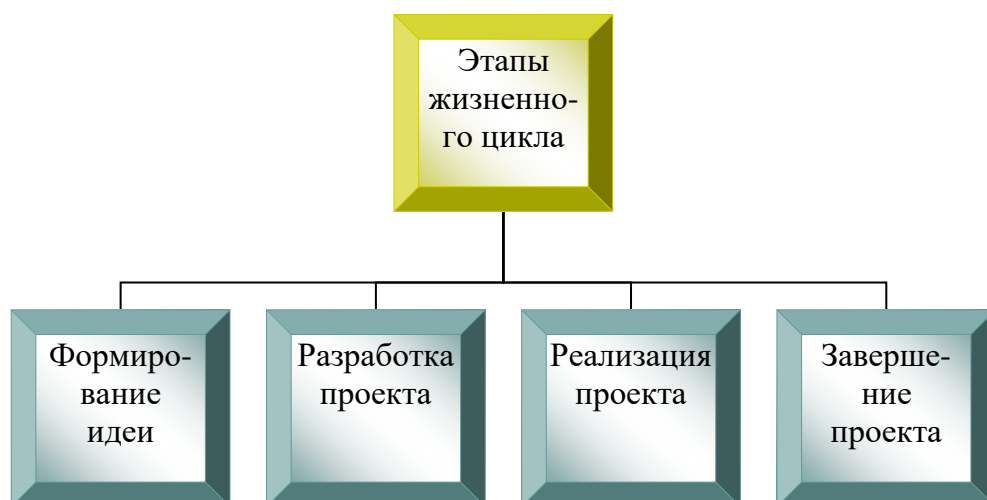 Этапы
жизненно-
го цикла
Формиро-
вание
идеи
Разработка
проекта
Реализация
проекта
Заверше-
ние
проекта